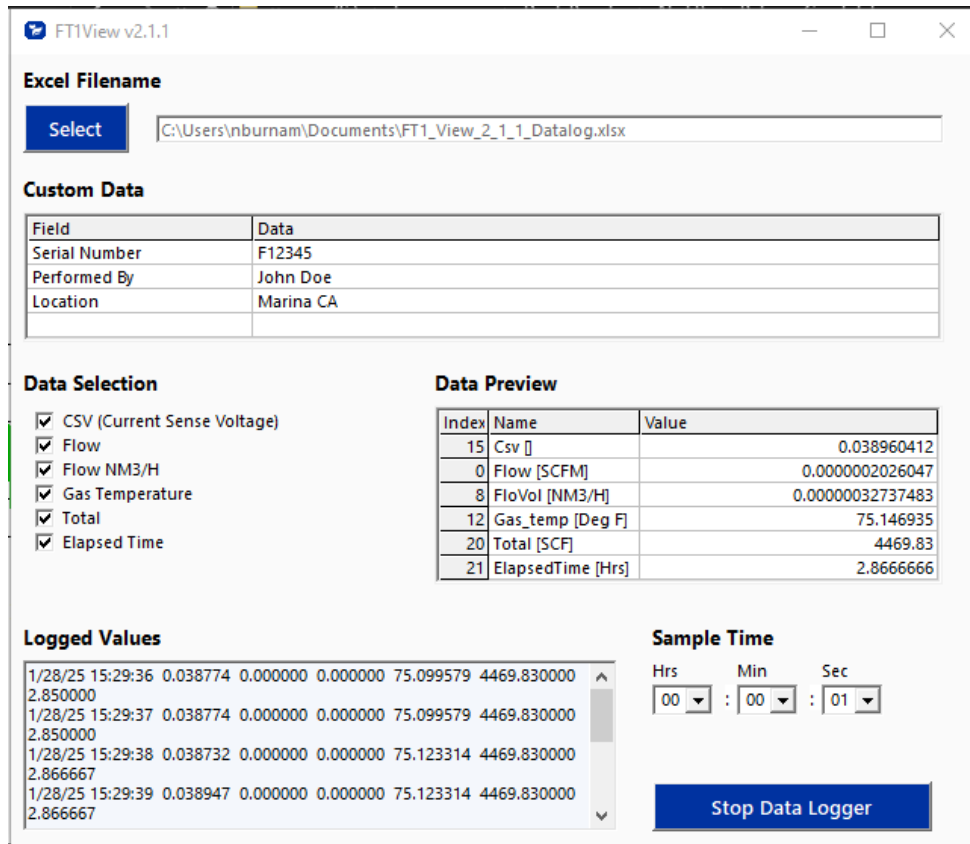 FT1View v2.1.1
Excel Filename
Select
C:\Users\nburnam\Documents\FT1_View_2_1_1_Datalog.xlsx
Custom Data
Field Data
Serial Number F12345
Performed By John Doe
Location Marina CA
Data Selection
CSV (Current Sense Voltage)
Flow
Flow NM3/H
Gas Temperature
Total
Elapsed Time
Data Preview
Index Name Value
15 Csv [] 0.038960412
0 Flow [SCFM] 0.0000002026047
8 FloVol [NM3/H] 0.00000032737483
12 Gas_temp [Deg F] 75.146935
20 Total [SCF] 4469.83
21 ElapsedTime [Hrs] 2.8666666
Logged Values
1/28/25 15:29:36 0.038774 0.000000 0.000000 75.099579 4469.830000
2.850000
1/28/25 15:29:37 0.038774 0.000000 0.000000 75.099579 4469.830000
2.850000
1/28/25 15:29:38 0.038732 0.000000 0.000000 75.123314 4469.830000
2.866667
1/28/25 15:29:39 0.038947 0.000000 0.000000 75.123314 4469.830000
2.866667
Sample Time
Hrs Min Sec
00 : 00 : 01
Stop Data Logger